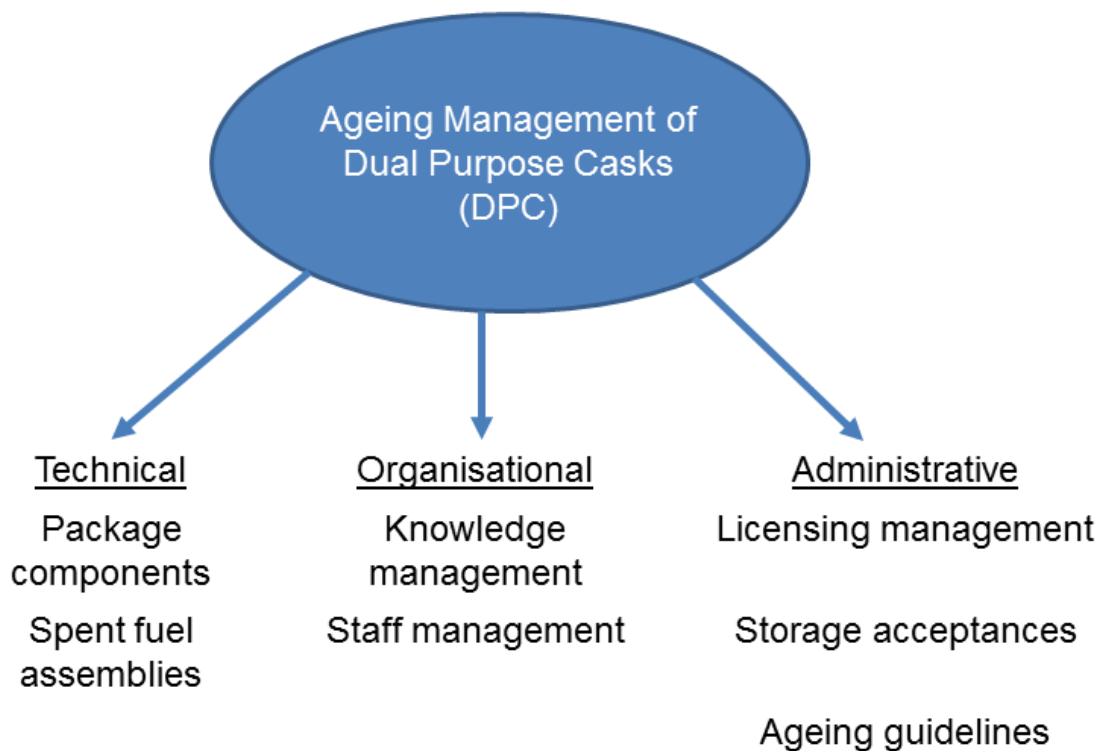 Ageing Management of
Dual Purpose Casks
(DPC)
Technical
Package
components
Spent fuel
assemblies
Organisational
Knowledge
management
Staff management
Administrative
Licensing management
Storage acceptances
Ageing guidelines